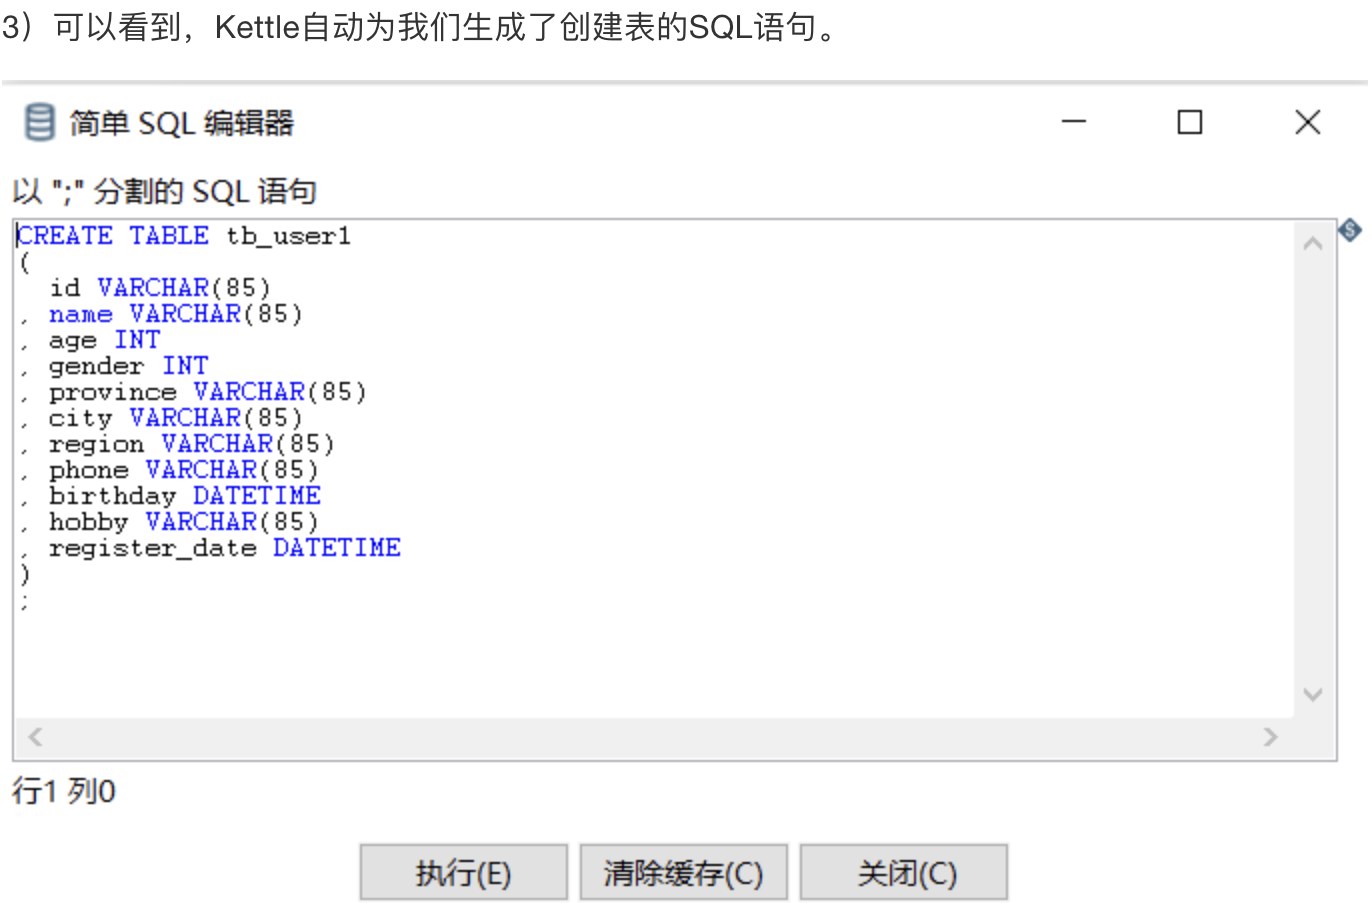 3）可以看到，Kettle自动为我们生成了创建表的SQL语句。
简单 SQL 编辑器
以 ";" 分割的 SQL 语句
CREATE TABLE tb_user1
(
  id VARCHAR(85)
, name VARCHAR(85)
, age INT
, gender INT
, province VARCHAR(85)
, city VARCHAR(85)
, region VARCHAR(85)
, phone VARCHAR(85)
, birthday DATETIME
, hobby VARCHAR(85)
, register_date DATETIME
)
;
行1 列0
执行(E) 清除缓存(C) 关闭(C)